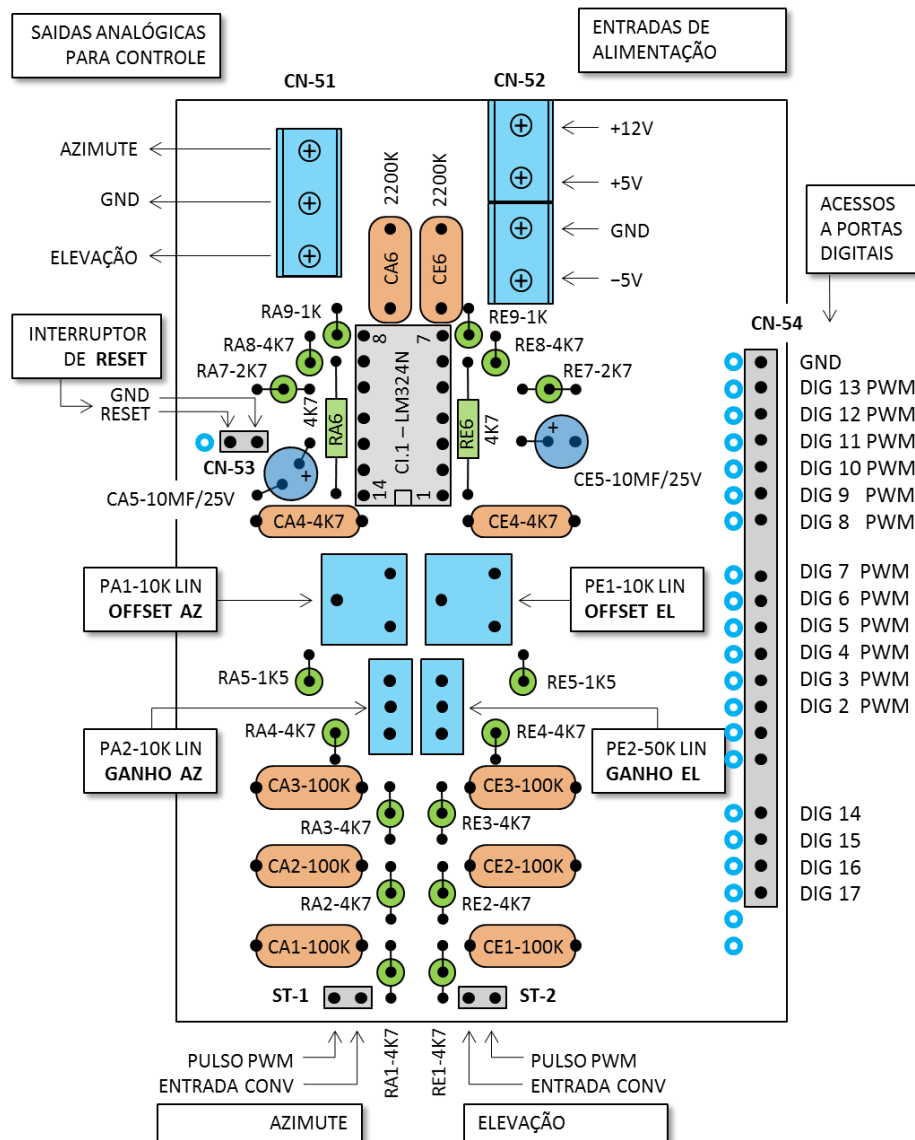 SAIDAS ANALÓGICAS
PARA CONTROLE
ENTRADAS DE
ALIMENTAÇÃO
CN-51
CN-52
AZIMUTE
GND
ELEVAÇÃO
2200K
2200K
CA6
CE6
+12V
+5V
GND
−5V
ACESSOS
A PORTAS
DIGITAIS
CN-54
INTERRUPTOR
DE RESET
GND
RESET
CN-53
RA9-1K
RA8-4K7
RA7-2K7
4K7
RA6
8
7
CI.1 – LM324N
14
1
RE9-1K
RE8-4K7
RE7-2K7
RE6
4K7
+
+
CA5-10MF/25V
CE5-10MF/25V
CA4-4K7
CE4-4K7
GND
DIG 13 PWM
DIG 12 PWM
DIG 11 PWM
DIG 10 PWM
DIG 9 PWM
DIG 8 PWM
DIG 7 PWM
DIG 6 PWM
DIG 5 PWM
DIG 4 PWM
DIG 3 PWM
DIG 2 PWM
DIG 14
DIG 15
DIG 16
DIG 17
PA1-10K LIN
OFFSET AZ
PE1-10K LIN
OFFSET EL
RA5-1K5
RE5-1K5
PA2-10K LIN
GANHO AZ
RA4-4K7
RE4-4K7
PE2-50K LIN
GANHO EL
CA3-100K
CE3-100K
RA3-4K7
RE3-4K7
CA2-100K
CE2-100K
RA2-4K7
RE2-4K7
CA1-100K
CE1-100K
ST-1
ST-2
RA1-4K7
RE1-4K7
PULSO PWM
ENTRADA CONV
PULSO PWM
ENTRADA CONV
AZIMUTE
ELEVAÇÃO